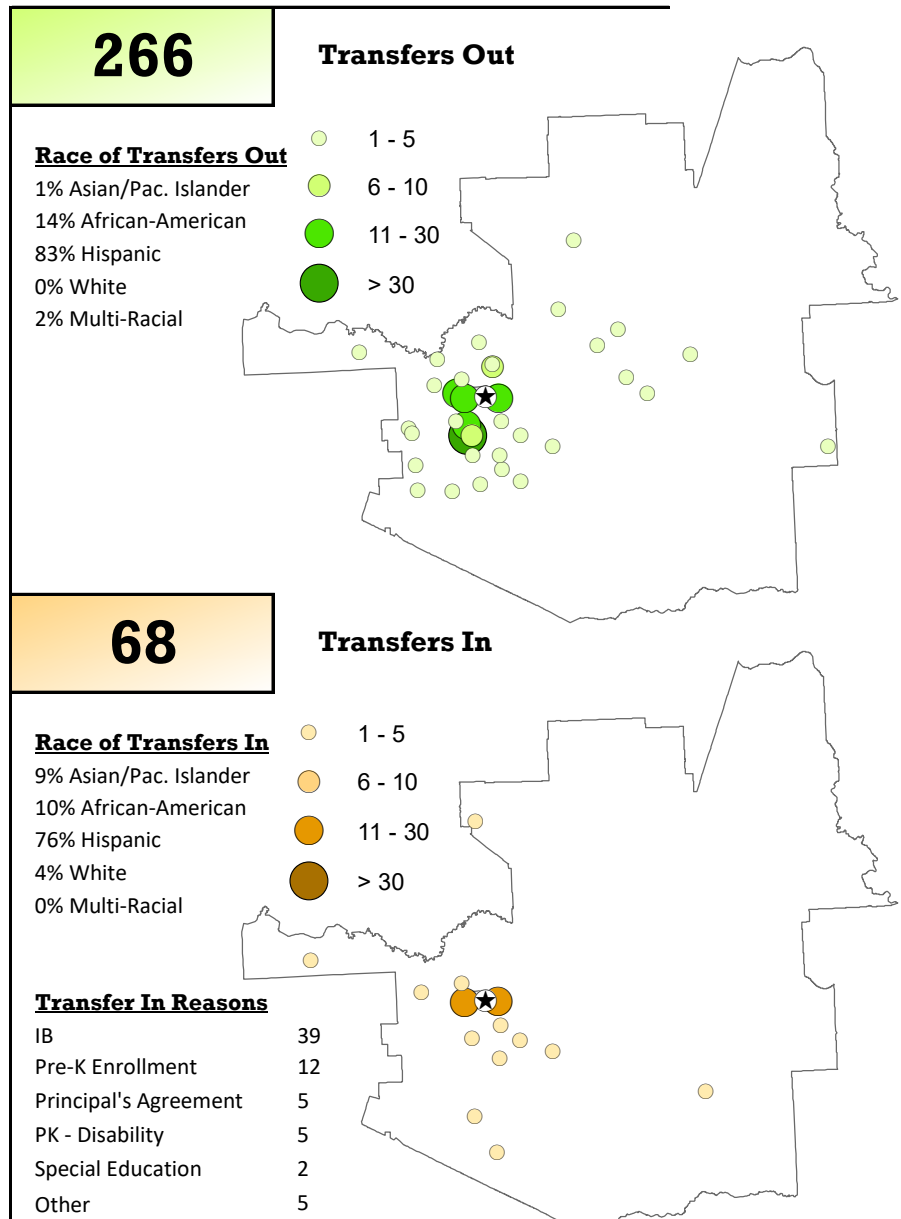 266
Transfers Out
Race of Transfers Out
1% Asian/Pac. Islander
14% African-American
83% Hispanic
0% White
2% Multi-Racial
1 - 5
6 - 10
11 - 30
> 30
68
Transfers In
Race of Transfers In
9% Asian/Pac. Islander
10% African-American
76% Hispanic
4% White
0% Multi-Racial
1 - 5
6 - 10
11 - 30
> 30
Transfer In Reasons
IB 39
Pre-K Enrollment 12
Principal's Agreement 5
PK - Disability 5
Special Education 2
Other 5